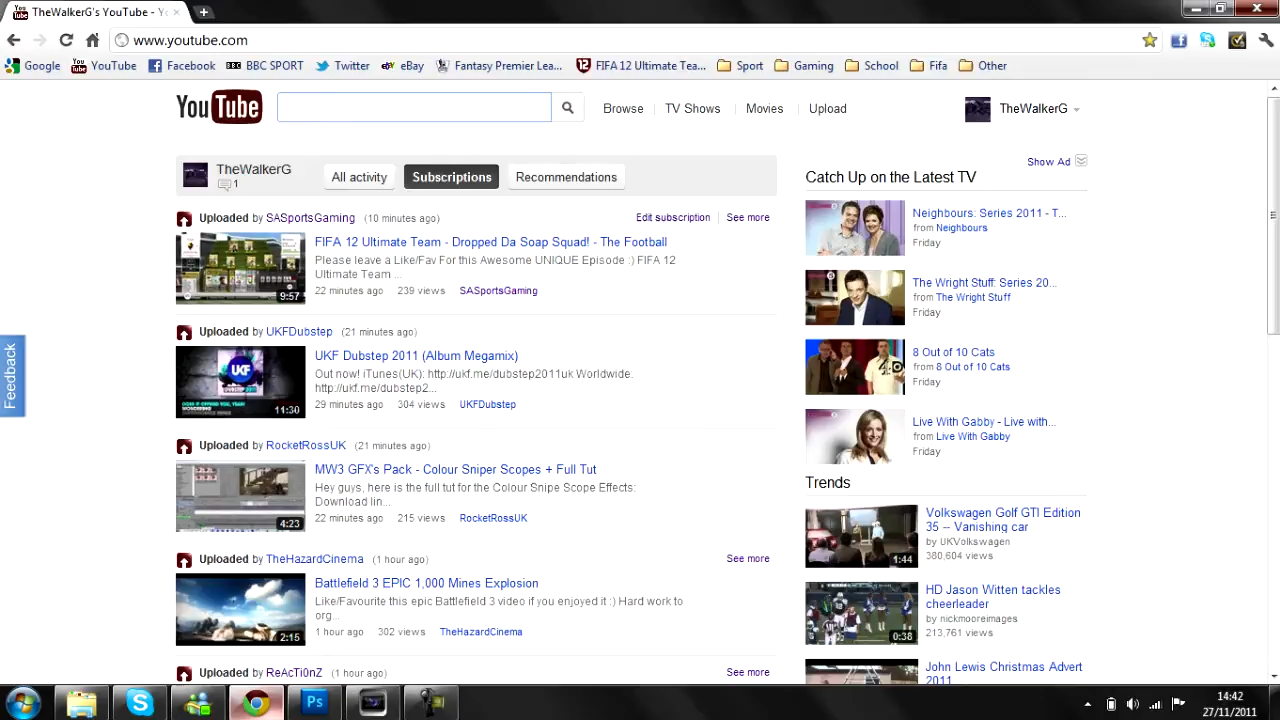 TheWalkerG's YouTube - Yo
www.youtube.com
Google YouTube Facebook BBC SPORT Twitter eBay Fantasy Premier Lea... FIFA 12 Ultimate Tea... Sport Gaming School Fifa Other
YouTube
Browse TV Shows Movies Upload
TheWalkerG
TheWalkerG
1
All activity Subscriptions Recommendations
Uploaded by SASportsGaming (10 minutes ago) Edit subscription See more
FIFA 12 Ultimate Team - Dropped Da Soap Squad! - The Football
Please leave a Like/Fav For this Awesome UNIQUE Episode :) FIFA 12
Ultimate Team ...
9:57
22 minutes ago 239 views SASportsGaming
Uploaded by UKFDubstep (21 minutes ago)
UKF Dubstep 2011 (Album Megamix)
Out now! iTunes(UK): http://ukf.me/dubstep2011uk Worldwide:
http://ukf.me/dubstep2...
UKF
11:30
29 minutes ago 304 views UKFDubstep
Uploaded by RocketRossUK (21 minutes ago)
MW3 GFX's Pack - Colour Sniper Scopes + Full Tut
Hey guys, here is the full tut for the Colour Snipe Scope Effects:
Download lin...
4:23
22 minutes ago 215 views RocketRossUK
Uploaded by TheHazardCinema (1 hour ago) See more
Battlefield 3 EPIC 1,000 Mines Explosion
Like/Favourite this epic Battlefield 3 video if you enjoyed it :) Hard work to
org...
2:15
1 hour ago 302 views TheHazardCinema
Uploaded by ReAcTi0nZ (1 hour ago) See more
Feedback
Show Ad
Catch Up on the Latest TV
Neighbours: Series 2011 - T...
from Neighbours
Friday
The Wright Stuff: Series 20...
from The Wright Stuff
Friday
8 Out of 10 Cats
from 8 Out of 10 Cats
Friday
Live With Gabby - Live with...
from Live With Gabby
Friday
Trends
Volkswagen Golf GTI Edition
35 -- Vanishing car
by UKVolkswagen
380,604 views
1:44
HD Jason Witten tackles
cheerleader
by nickmooreimages
213,761 views
0:38
John Lewis Christmas Advert
2011
Ps
14:42
27/11/2011